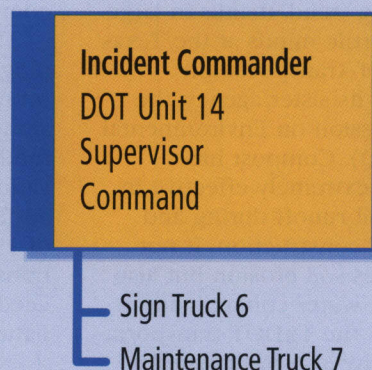 Incident Commander
DOT Unit 14
Supervisor
Command
Sign Truck 6
Maintenance Truck 7